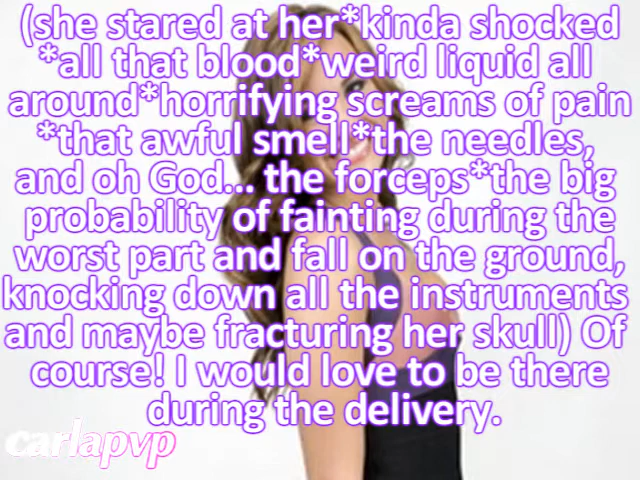 (she stared at her*kinda shocked
*all that blood*weird liquid all
around*horrifying screams of pain
*that awful smell*the needles,
and oh God... the forceps*the big
probability of fainting during the
worst part and fall on the ground,
knocking down all the instruments
and maybe fracturing her skull) Of
course! I would love to be there
during the delivery.
carlapvp